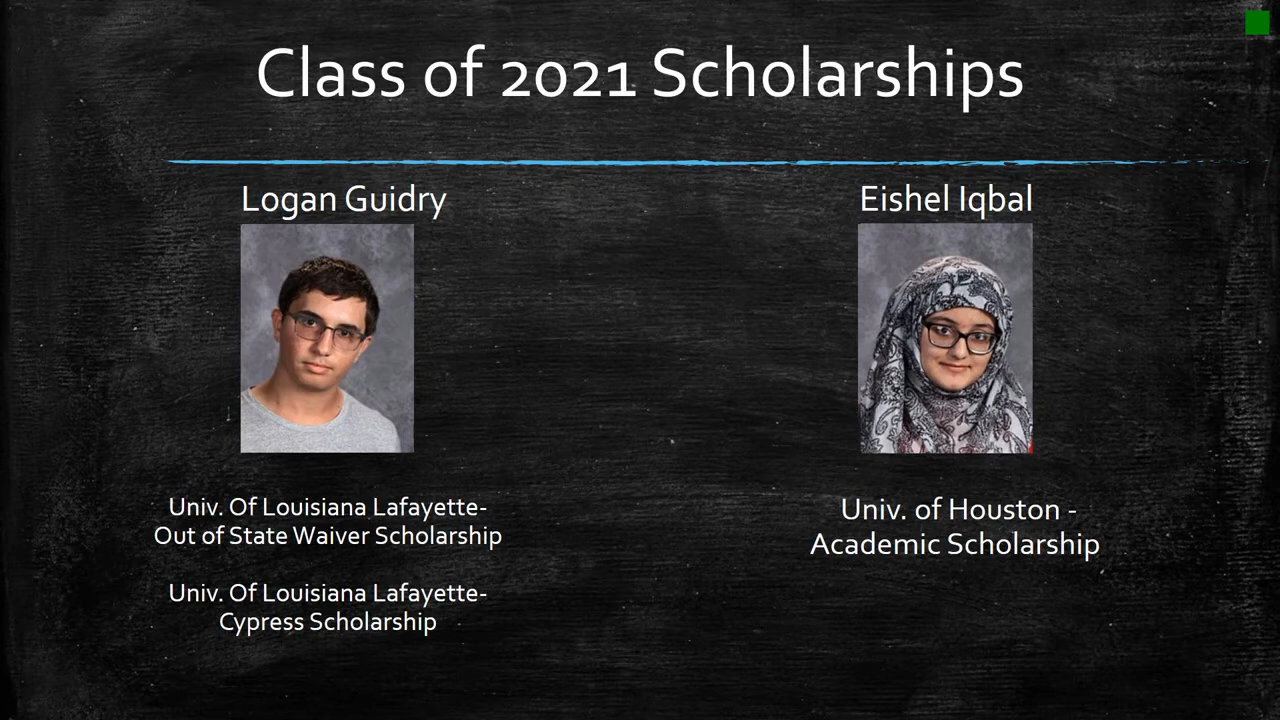 Class of 2021 Scholarships
Logan Guidry
Univ. Of Louisiana Lafayette-
Out of State Waiver Scholarship
Univ. Of Louisiana Lafayette-
Cypress Scholarship
Eishel Iqbal
Univ. of Houston -
Academic Scholarship